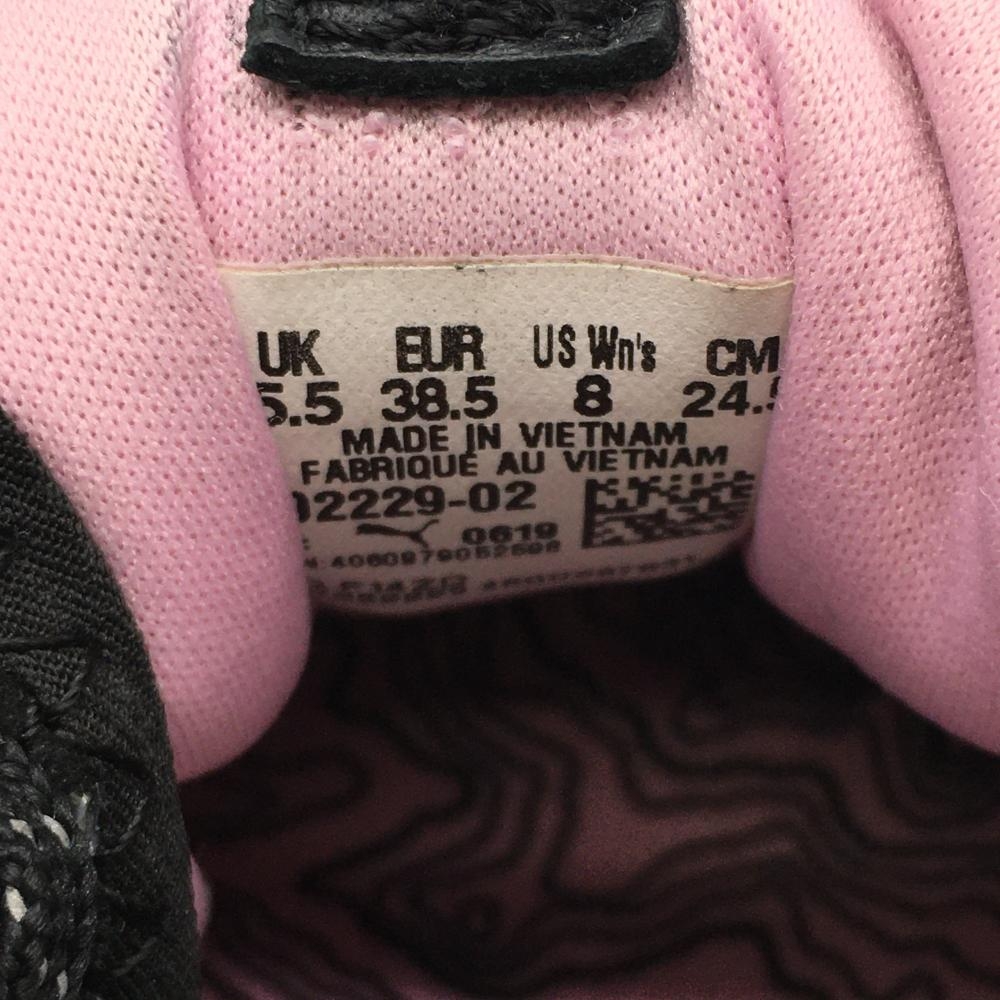 UK EUR US Wn's CM
5.5 38.5 8 24.5
MADE IN VIETNAM
FABRIQUE AU VIETNAM
02229-02
0619
4060979052598